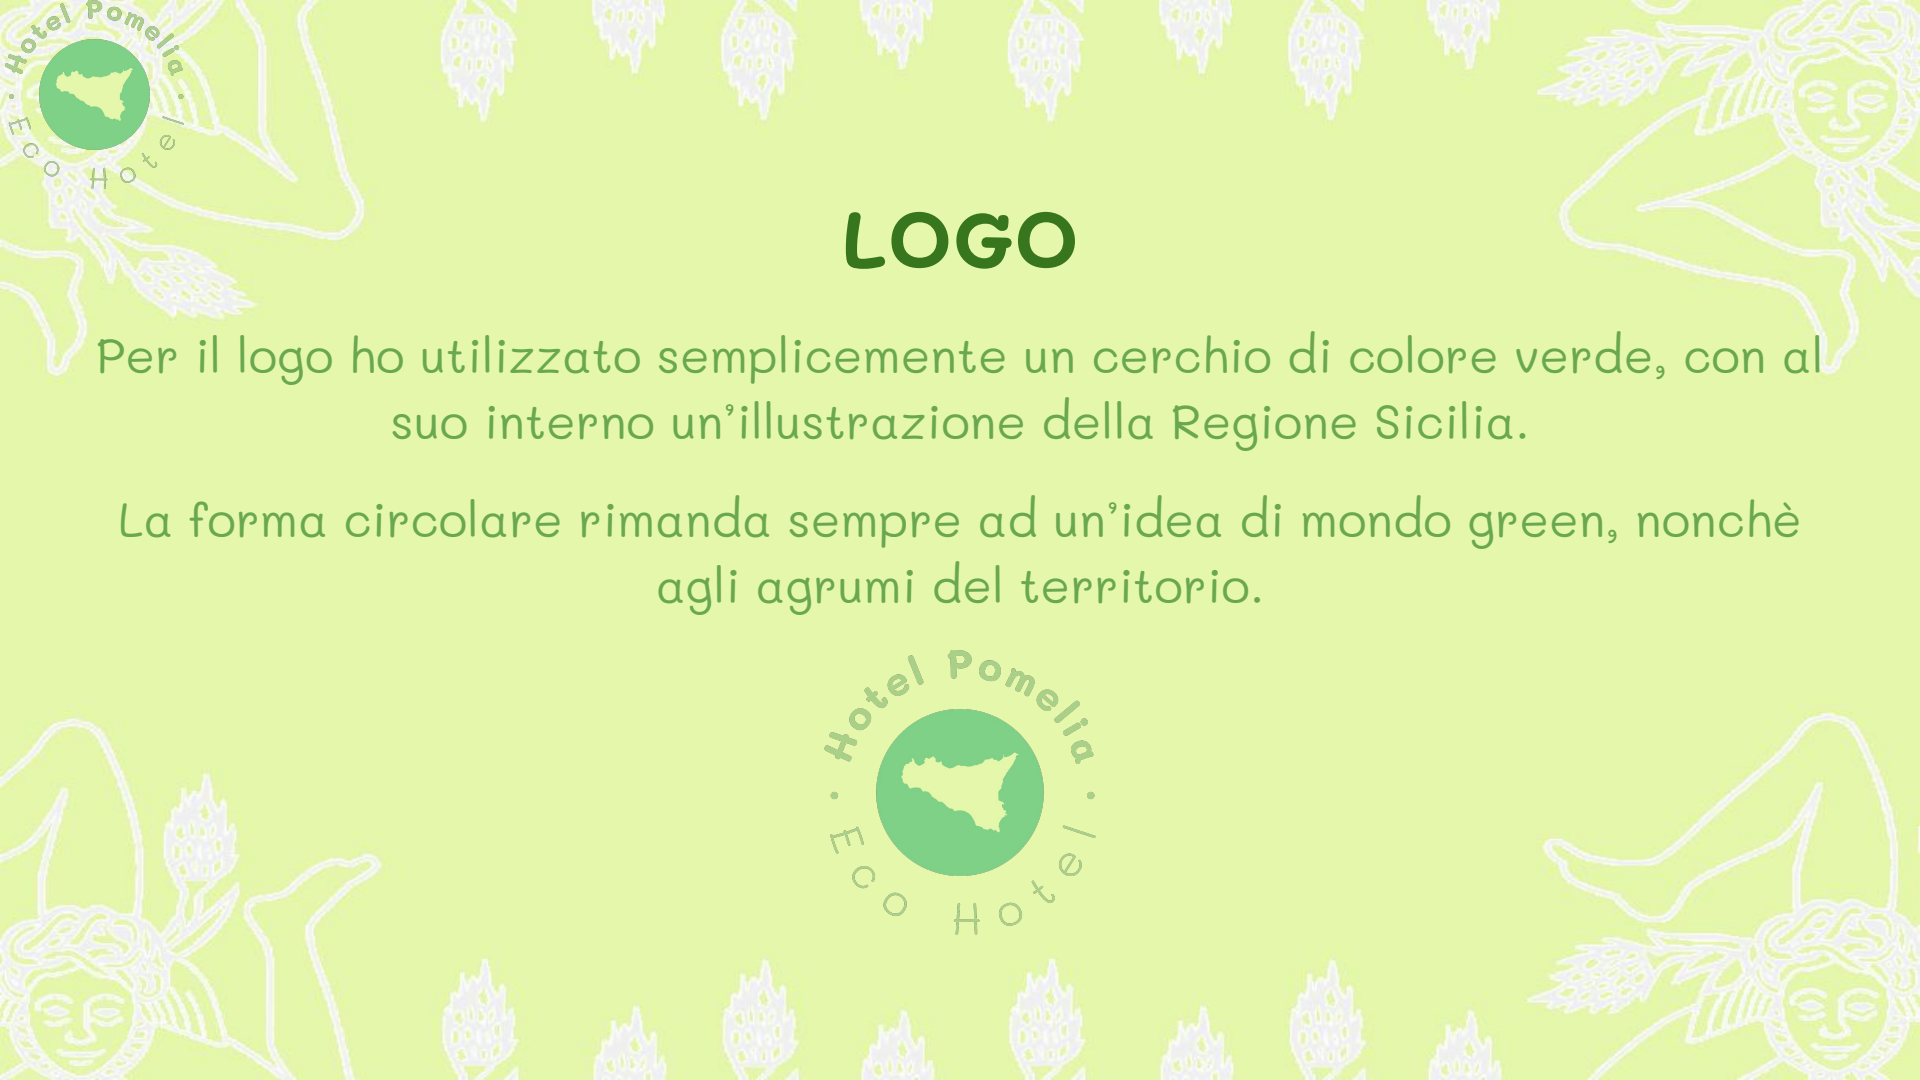 Hotel Pomelia
Eco Hotel
LOGO
Per il logo ho utilizzato semplicemente un cerchio di colore verde, con al
suo interno un’illustrazione della Regione Sicilia.
La forma circolare rimanda sempre ad un’idea di mondo green, nonchè
agli agrumi del territorio.
· Hotel Pomelia ·
Eco Hotel